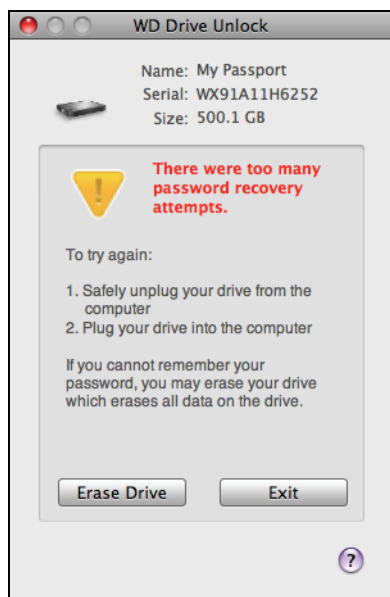 WD Drive Unlock
Name: My Passport
Serial: WX91A11H6252
Size: 500.1 GB
!
There were too many
password recovery
attempts.
To try again:
1. Safely unplug your drive from the
computer
2. Plug your drive into the computer
If you cannot remember your
password, you may erase your drive
which erases all data on the drive.
Erase Drive
Exit
?